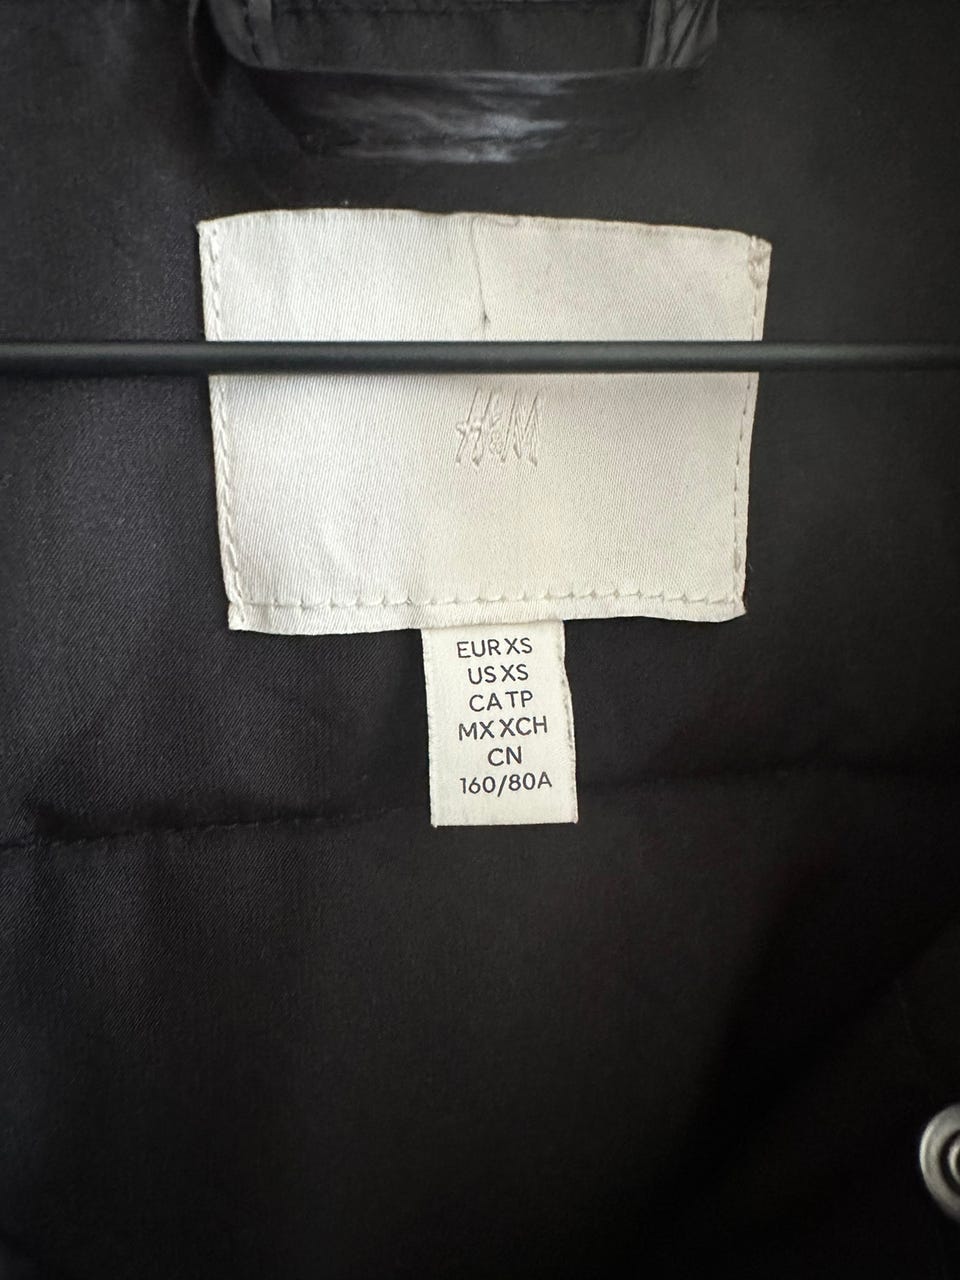 H&M
EUR XS
US XS
CA TP
MX XCH
CN
160/80A